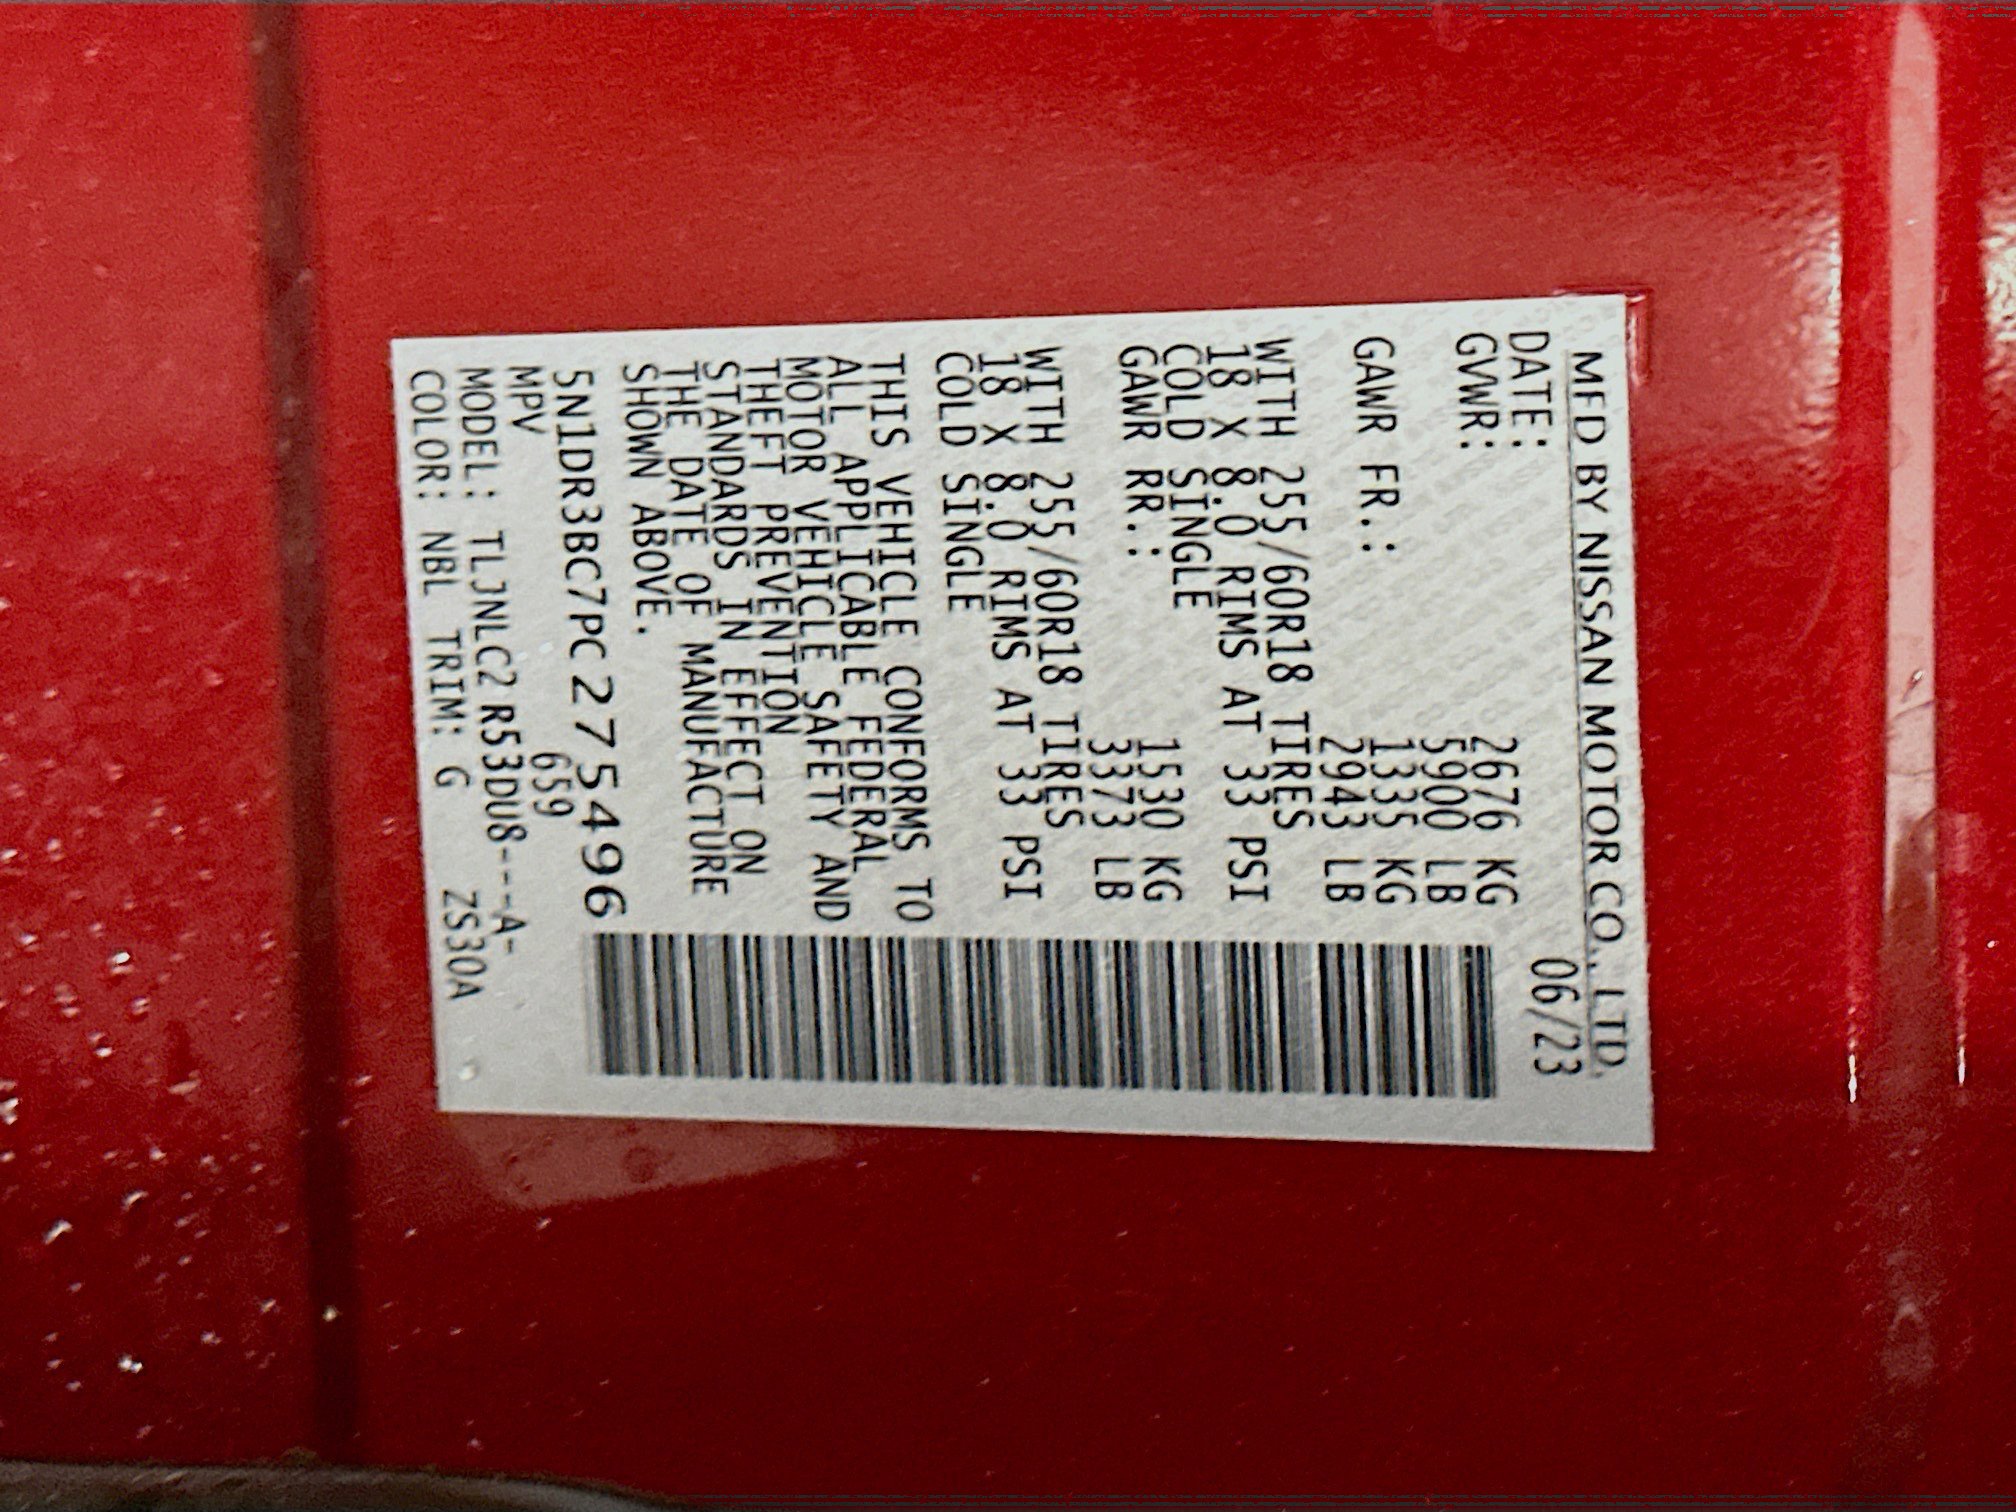 MFD BY NISSAN MOTOR CO., LTD.
DATE: 06/23
GVWR: 2676 KG
5900 LB
GAWR FR.: 1335 KG
2943 LB
WITH 255/60R18 TIRES
18 X 8.0 RIMS AT 33 PSI
COLD SINGLE
GAWR RR.: 1530 KG
3373 LB
WITH 255/60R18 TIRES
18 X 8.0 RIMS AT 33 PSI
COLD SINGLE
THIS VEHICLE CONFORMS TO
ALL APPLICABLE FEDERAL
MOTOR VEHICLE SAFETY AND
THEFT PREVENTION
STANDARDS IN EFFECT ON
THE DATE OF MANUFACTURE
SHOWN ABOVE.
5N1DR3BC7PC275496
MPV 659
MODEL: TLJNLC2 R53DU8---A-
COLOR: NBL TRIM: G ZS30A